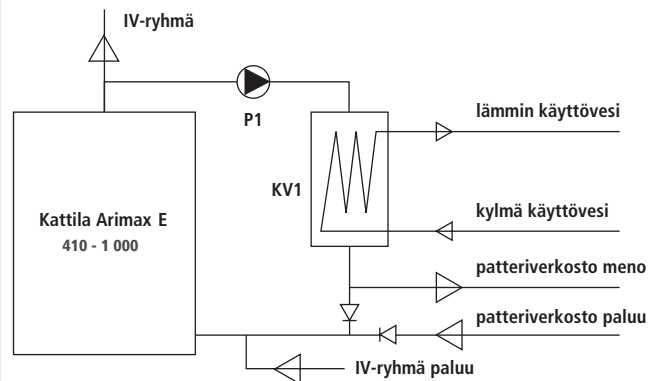 IV-ryhmä
P1
lämmin käyttövesi
KV1
kylmä käyttövesi
Kattila Arimax E
410 - 1 000
patteriverkosto meno
patteriverkosto paluu
IV-ryhmä paluu